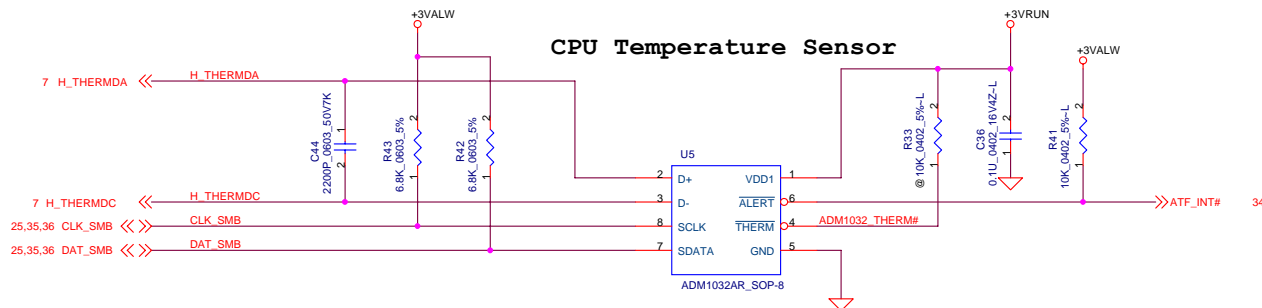 +3VALW
+3VRUN
CPU Temperature Sensor
+3VALW
7 H_THERMDA
H_THERMDA
C44
2200P_0603_50V7K
1
2
R43
6.8K_0603_5%
2
1
R42
6.8K_0603_5%
2
1
R33
@10K_0402_5%~L
2
1
C36
0.1U_0402_16V4Z~L
2
1
R41
10K_0402_5%~L
2
1
U5
2 D+ VDD1 1
7 H_THERMDC
H_THERMDC
3 D- ALERT 6
ATF_INT# 34
25,35,36 CLK_SMB
CLK_SMB
8 SCLK THERM 4
ADM1032_THERM#
25,35,36 DAT_SMB
DAT_SMB
7 SDATA GND 5
ADM1032AR_SOP-8